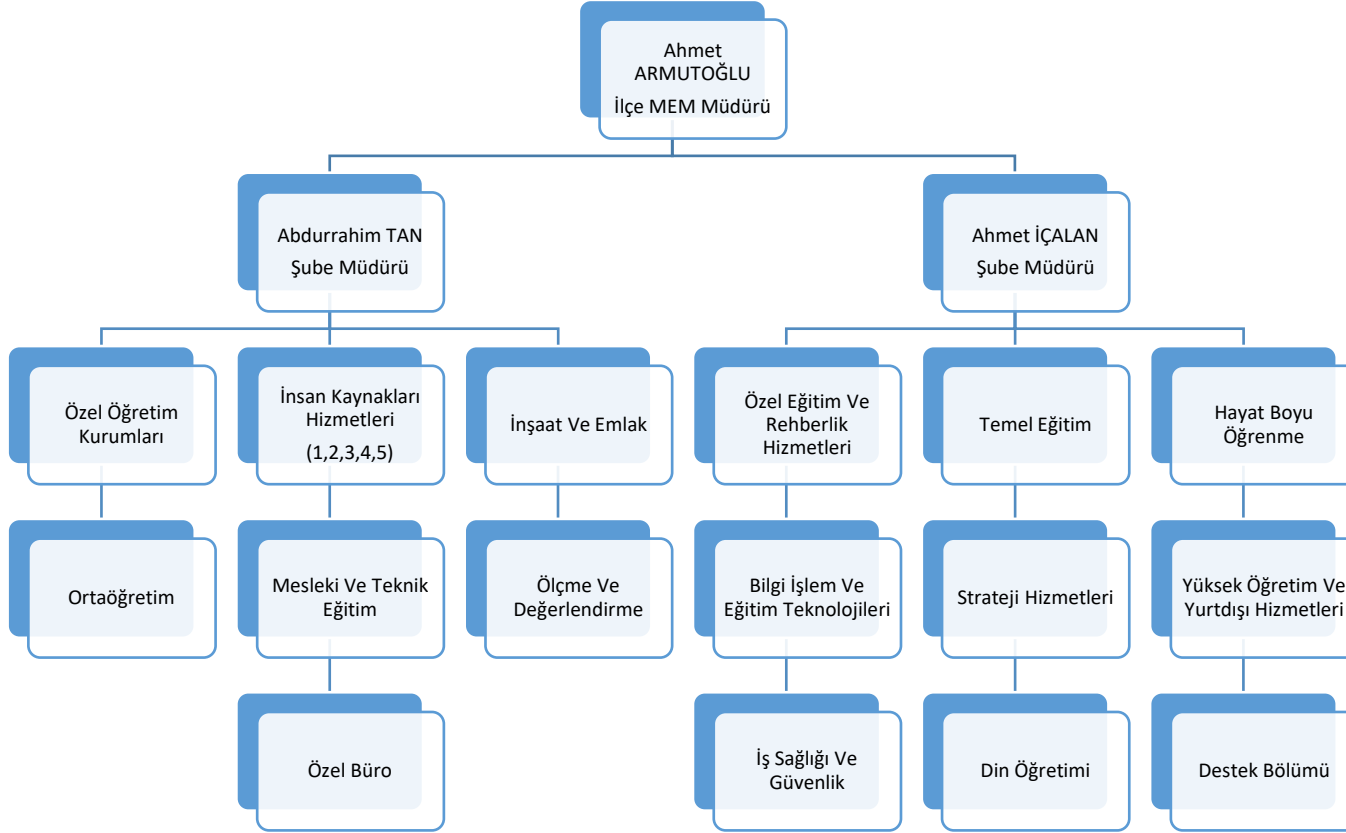 Ahmet
ARMUTOĞLU
İlçe MEM Müdürü
Abdurrahim TAN
Şube Müdürü
Ahmet İÇALAN
Şube Müdürü
Özel Öğretim
Kurumları
İnsan Kaynakları
Hizmetleri
(1,2,3,4,5)
İnşaat Ve Emlak
Özel Eğitim Ve
Rehberlik
Hizmetleri
Temel Eğitim
Hayat Boyu
Öğrenme
Ortaöğretim
Mesleki Ve Teknik
Eğitim
Ölçme Ve
Değerlendirme
Bilgi İşlem Ve
Eğitim Teknolojileri
Strateji Hizmetleri
Yüksek Öğretim Ve
Yurtdışı Hizmetleri
Özel Büro
İş Sağlığı Ve
Güvenlik
Din Öğretimi
Destek Bölümü